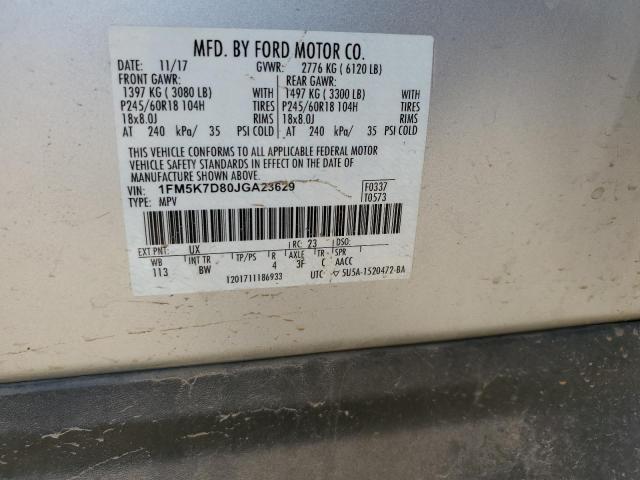 MFD. BY FORD MOTOR CO.
DATE: 11/17 GVWR: 2776 KG ( 6120 LB)
FRONT GAWR: REAR GAWR:
1397 KG ( 3080 LB) WITH 1497 KG ( 3300 LB) WITH
P245/60R18 104H TIRES P245/60R18 104H TIRES
18x8.0J RIMS 18x8.0J RIMS
AT 240 kPa/ 35 PSI COLD AT 240 kPa/ 35 PSI COLD
THIS VEHICLE CONFORMS TO ALL APPLICABLE FEDERAL MOTOR
VEHICLE SAFETY STANDARDS IN EFFECT ON THE DATE OF
MANUFACTURE SHOWN ABOVE.
VIN: 1FM5K7D80JGA23629 F0337
TYPE: MPV T0573
EXT PNT: UX RC: 23 DSO:
WB INT TR TP/PS R AXLE TR SPR
113 BW 4 3F C AACC
1201711186933 UTC ▽ 5U5A-1520472-BA